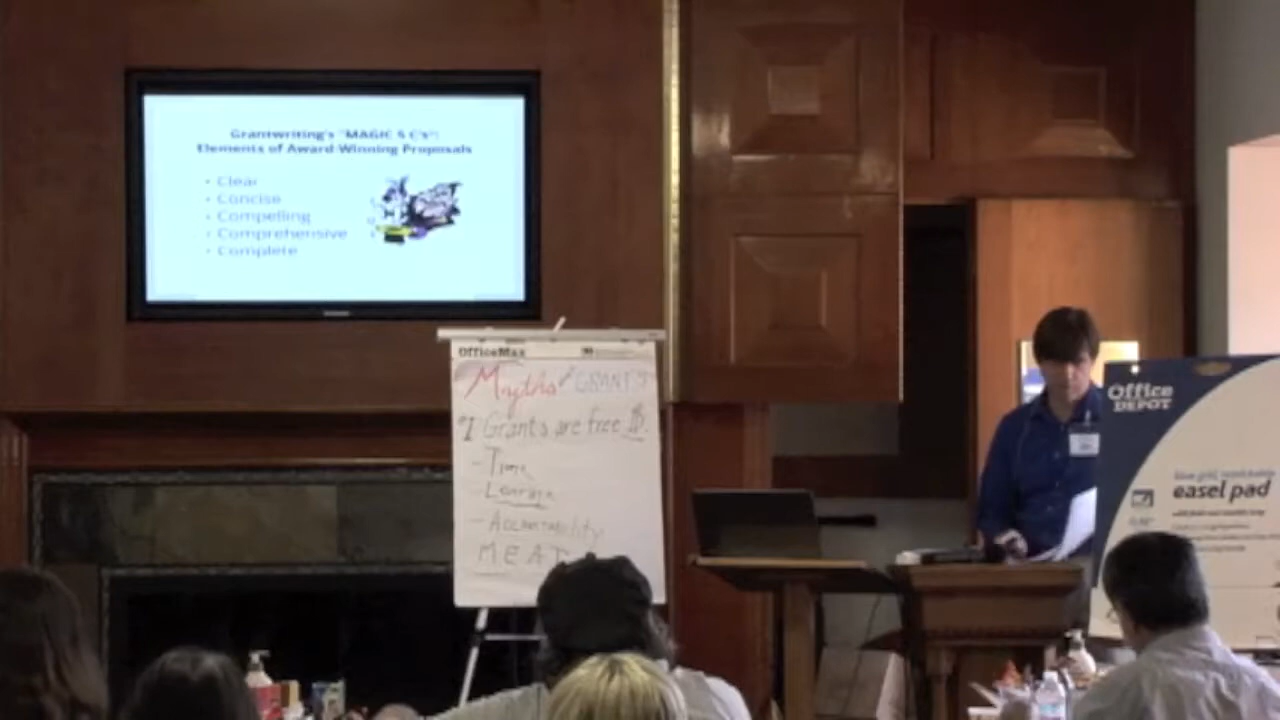 Grantwriting's "MAGIC 5 C's":
Elements of Award Winning Proposals
• Clear
• Concise
• Compelling
• Comprehensive
• Complete
OfficeMax
Myths of GRANTS
#1 Grants are free $.
- Time
- Learning
- Accountability
MEAT
Office
DEPOT
easel pad